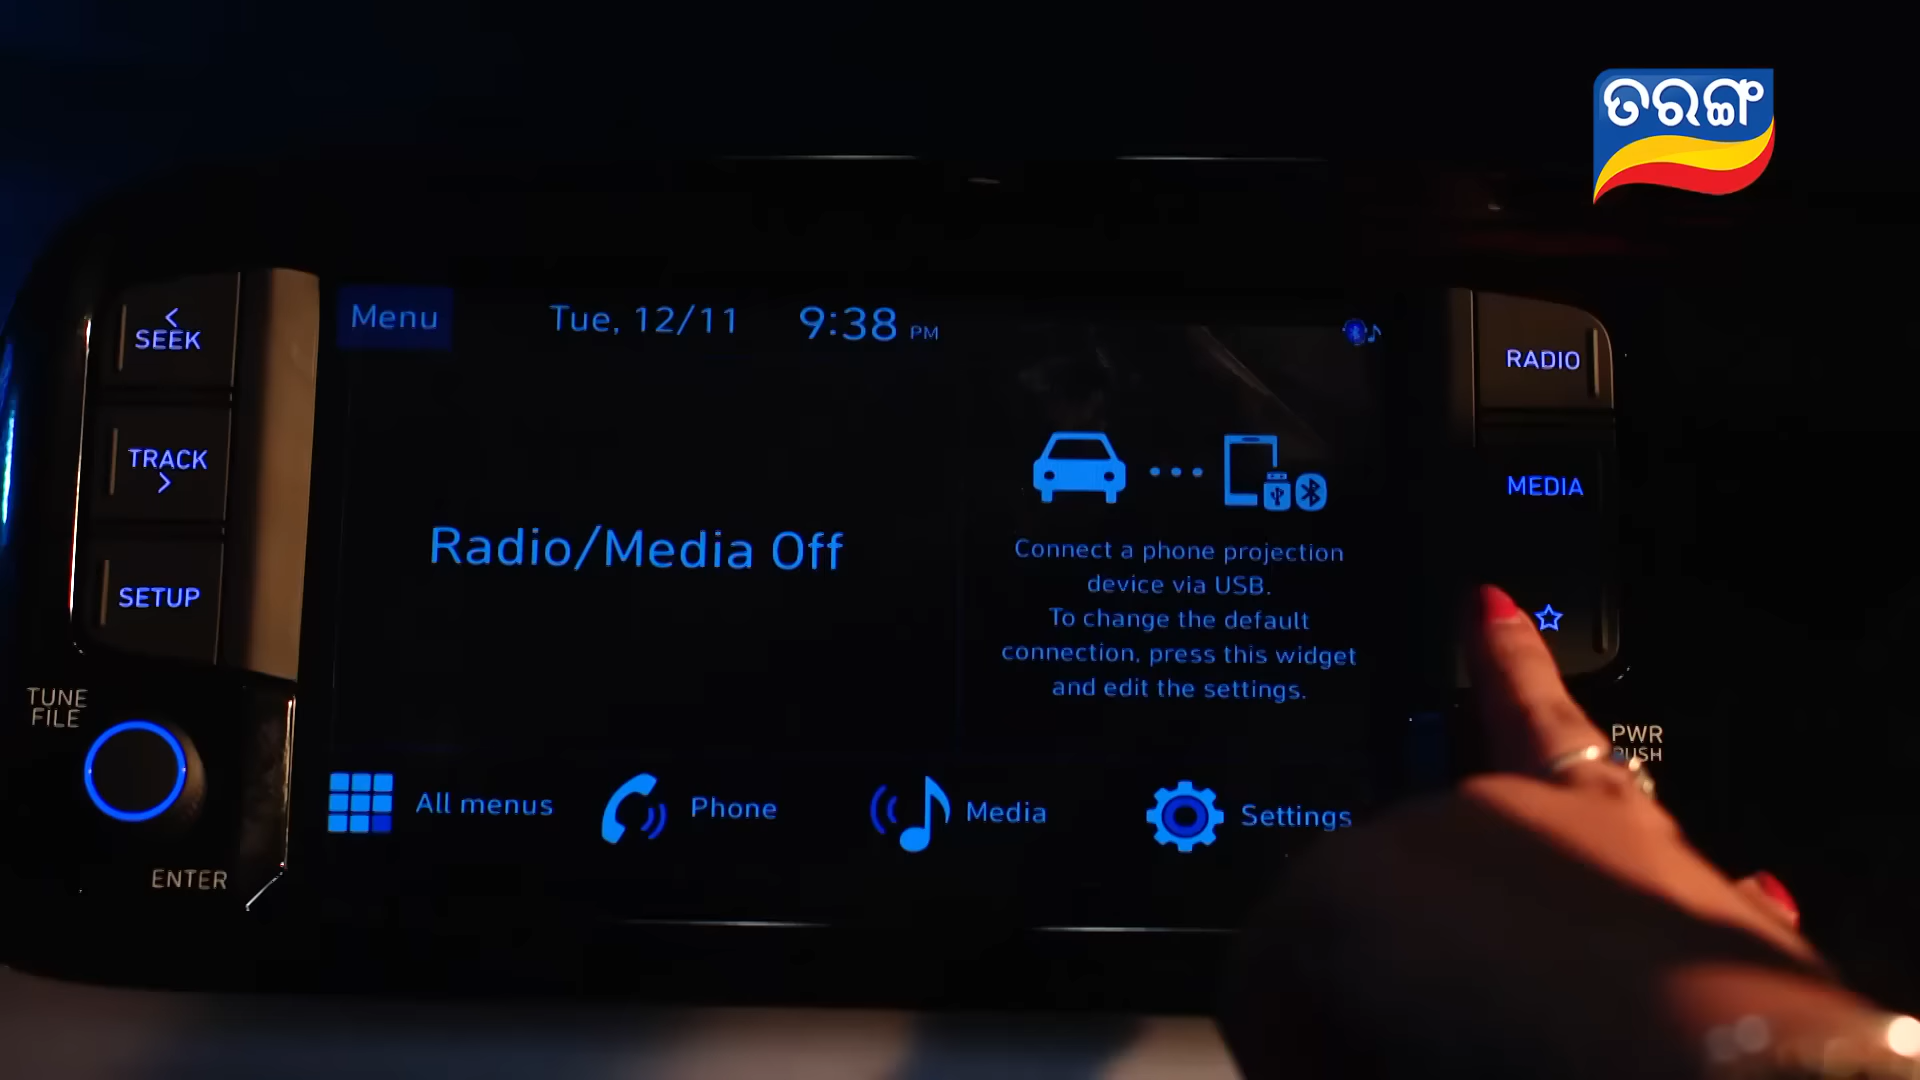 ତରଙ୍ଗ
<
SEEK
TRACK
>
SETUP
TUNE
FILE
ENTER
Menu
Tue, 12/11
9:38 PM
Radio/Media Off
Connect a phone projection
device via USB.
To change the default
connection, press this widget
and edit the settings.
All menus
Phone
Media
Settings
RADIO
MEDIA
PWR
PUSH